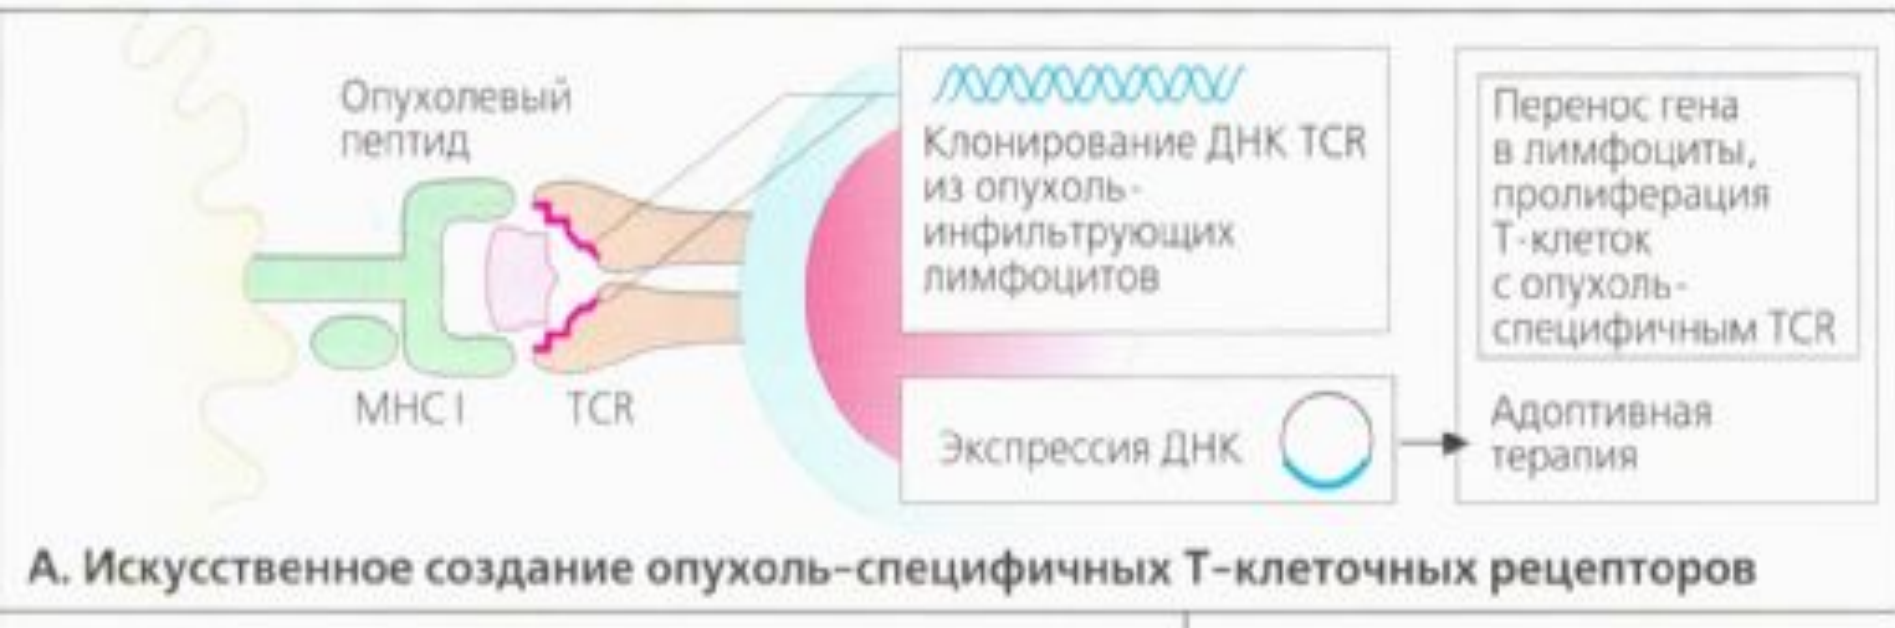 Опухолевый
пептид
MHC I
TCR
Клонирование ДНК TCR
из опухоль-
инфильтрующих
лимфоцитов
Экспрессия ДНК
Перенос гена
в лимфоциты,
пролиферация
Т-клеток
с опухоль-
специфичным TCR
Адоптивная
терапия
А. Искусственное создание опухоль-специфичных Т-клеточных рецепторов